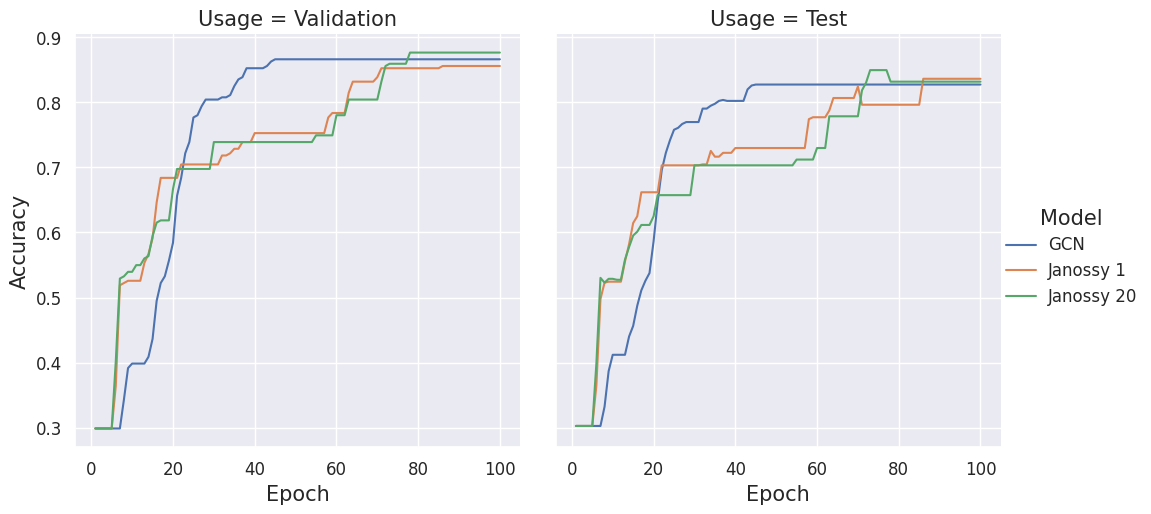 Usage = Validation
Usage = Test
0.9
0.8
0.7
0.6
0.5
0.4
0.3
Accuracy
0 20 40 60 80 100
0 20 40 60 80 100
Epoch
Epoch
Model
GCN
Janossy 1
Janossy 20